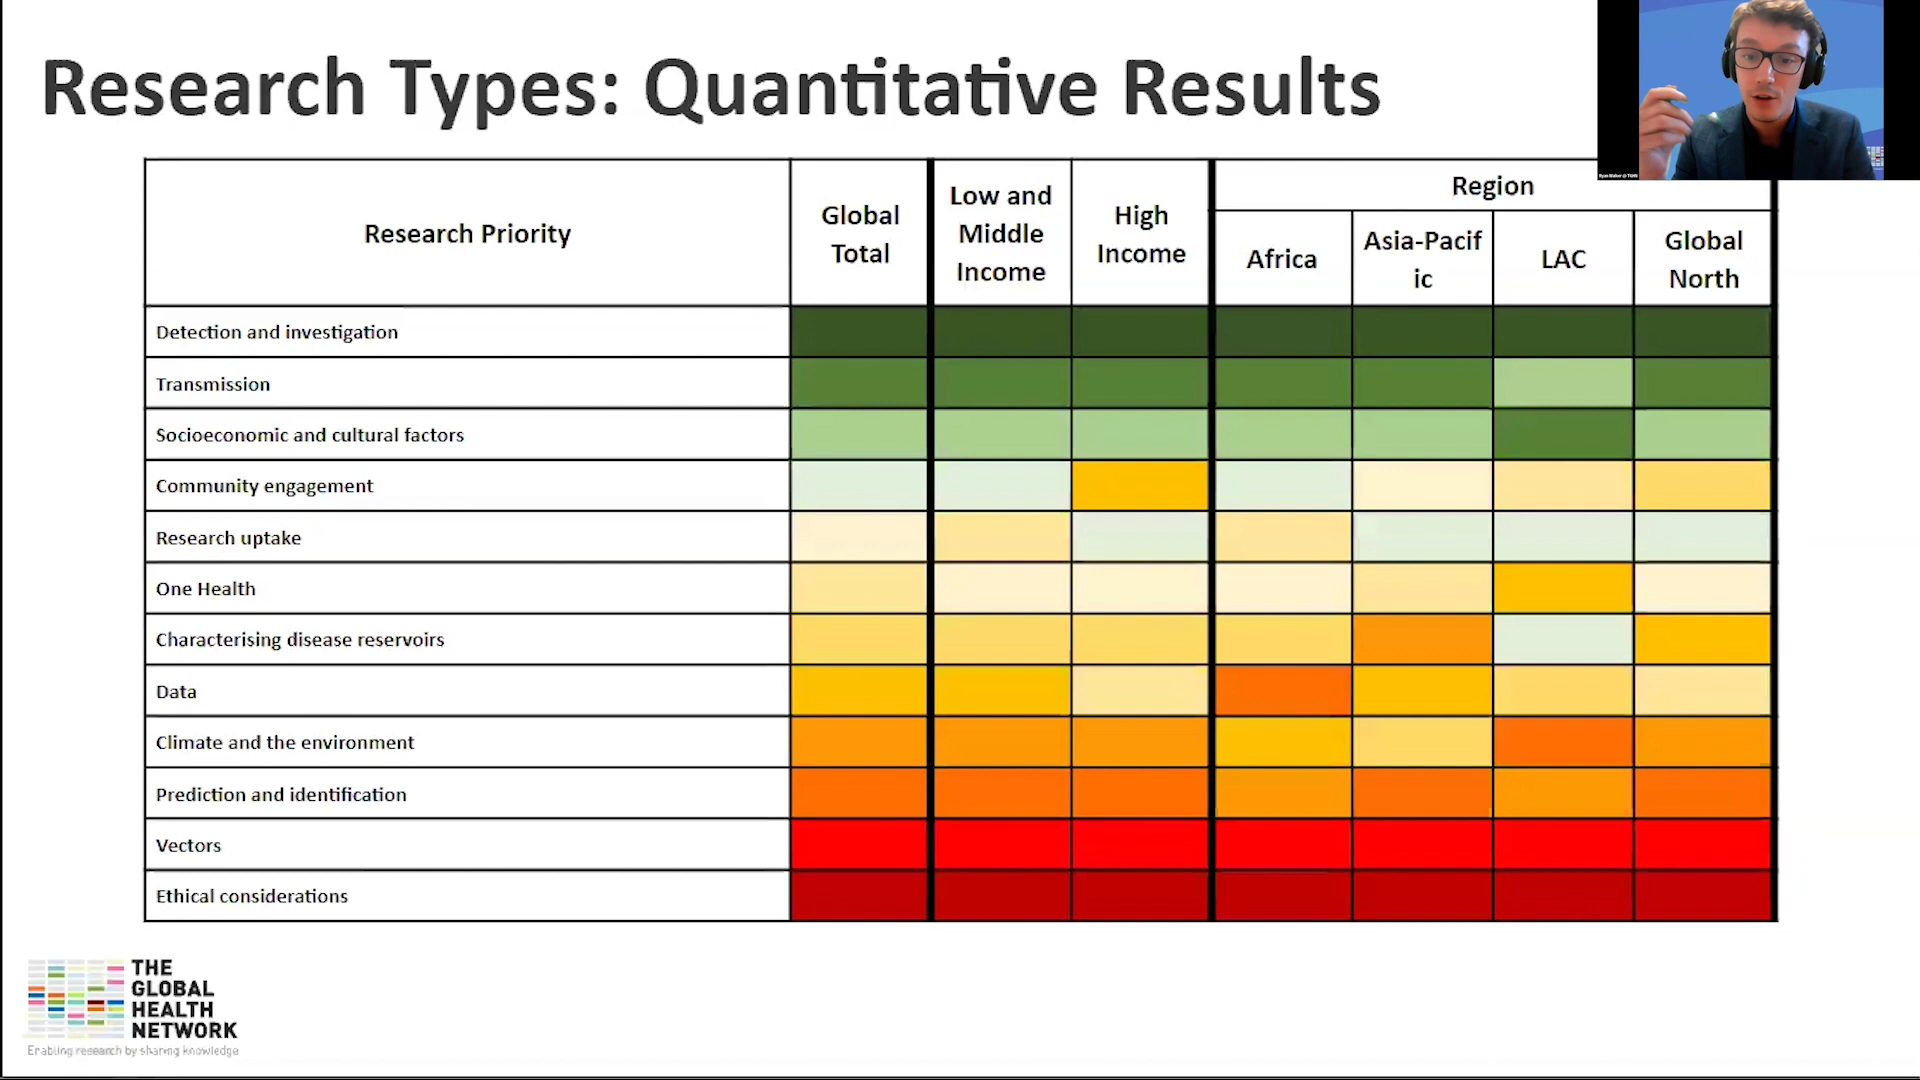 Research Types: Quantitative Results
Research Priority
Global
Total
Low and
Middle
Income
High
Income
Region
Africa
Asia-Pacif
ic
LAC
Global
North
Detection and investigation
Transmission
Socioeconomic and cultural factors
Community engagement
Research uptake
One Health
Characterising disease reservoirs
Data
Climate and the environment
Prediction and identification
Vectors
Ethical considerations
THE
GLOBAL
HEALTH
NETWORK
Enabling research by sharing knowledge